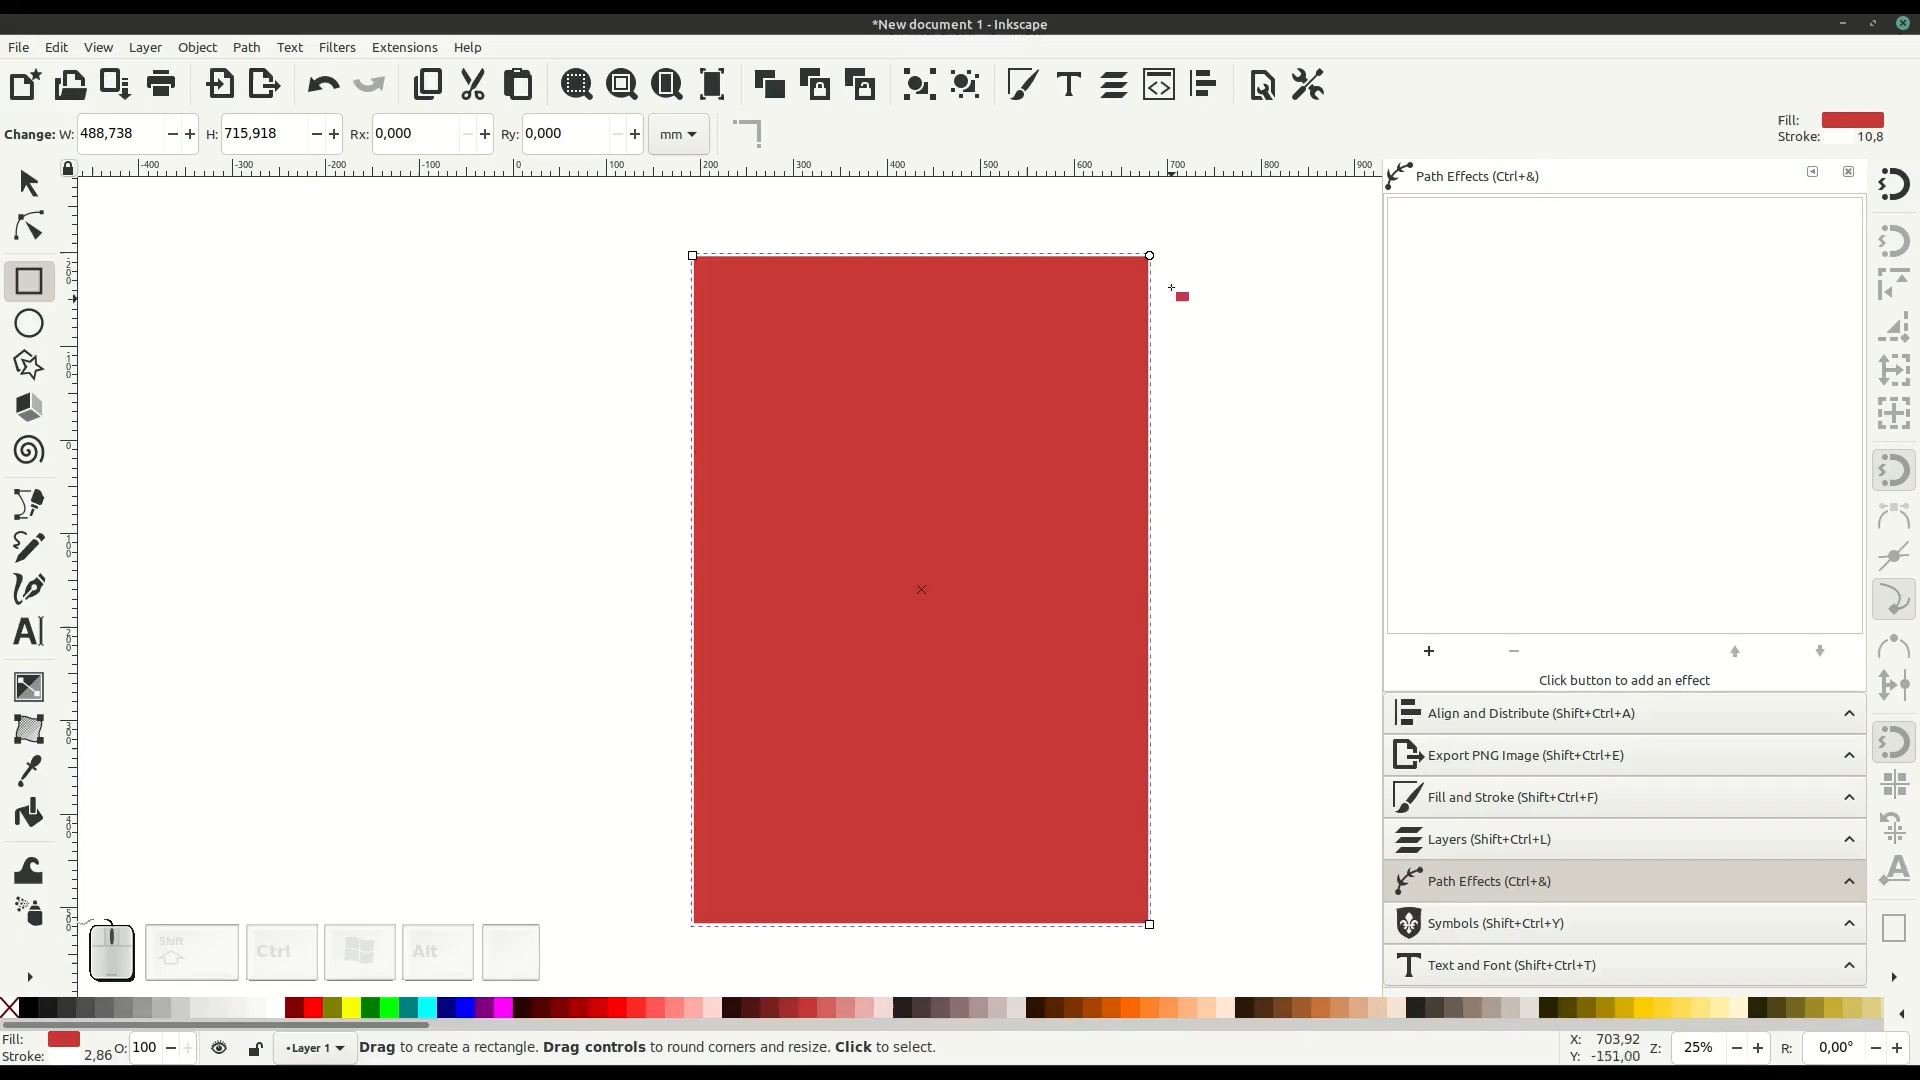 *New document 1 - Inkscape
File Edit View Layer Object Path Text Filters Extensions Help
Change: W: 488,738 H: 715,918 Rx: 0,000 Ry: 0,000 mm
Fill:
Stroke: 10,8
-400 -300 -200 -100 0 100 200 300 400 500 600 700 800 900
Path Effects (Ctrl+&)
Click button to add an effect
Align and Distribute (Shift+Ctrl+A)
Export PNG Image (Shift+Ctrl+E)
Fill and Stroke (Shift+Ctrl+F)
Layers (Shift+Ctrl+L)
Path Effects (Ctrl+&)
Symbols (Shift+Ctrl+Y)
Text and Font (Shift+Ctrl+T)
Shift Ctrl Alt
Fill:
Stroke: 2,86 O: 100 •Layer 1 Drag to create a rectangle. Drag controls to round corners and resize. Click to select.
X: 703,92
Y: -151,00 Z: 25% R: 0,00°